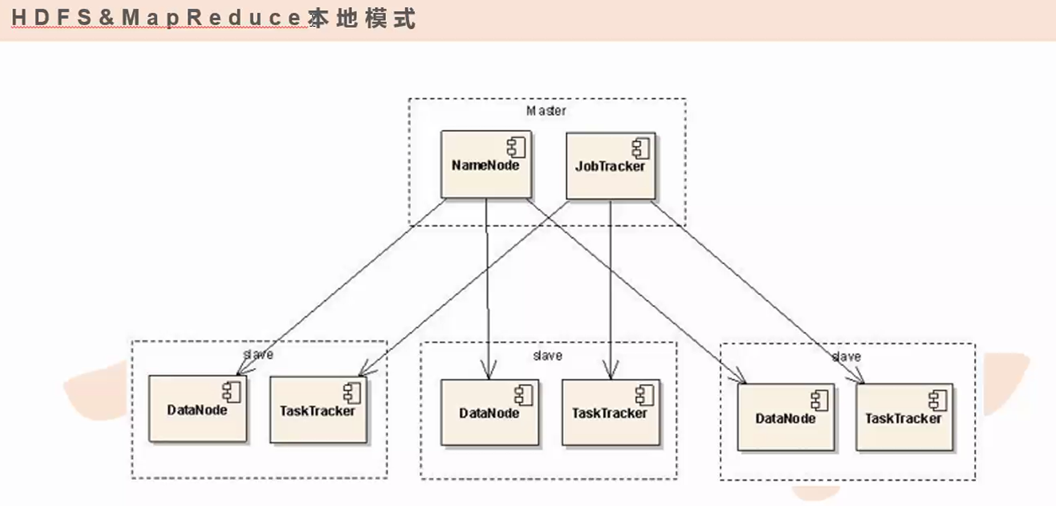 HDFS&MapReduce本地模式
Master
NameNode
JobTracker
slave
DataNode
TaskTracker
slave
DataNode
TaskTracker
slave
DataNode
TaskTracker